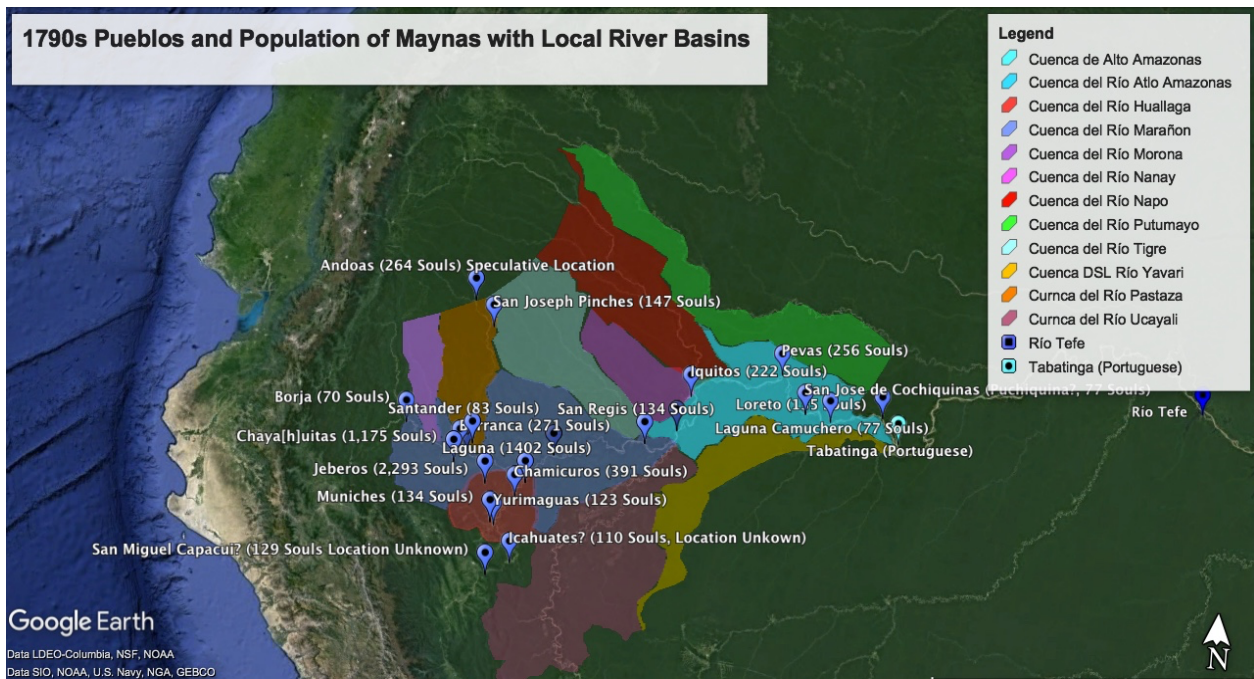 1790s Pueblos and Population of Maynas with Local River Basins
Legend
Cuenca de Alto Amazonas
Cuenca del Río Atlo Amazonas
Cuenca del Río Huallaga
Cuenca del Río Marañon
Cuenca del Río Morona
Cuenca del Río Nanay
Cuenca del Río Napo
Cuenca del Río Putumayo
Cuenca del Río Tigre
Cuenca DSL Río Yavari
Curnca del Río Pastaza
Curnca del Río Ucayali
Río Tefe
Tabatinga (Portuguese)
Andoas (264 Souls) Speculative Location
San Joseph Pinches (147 Souls)
Pevas (256 Souls)
Iquitos (222 Souls)
San Jose de Cochiquinas (Puchiquina?, 77 Souls)
Borja (70 Souls)
Santander (83 Souls)
San Regis (134 Souls)
Loreto ( Souls)
Rio Tefe
Barranca (271 Souls)
Laguna Camuchero (77 Souls)
Chaya[h]uitas (1,175 Souls)
Laguna (1402 Souls)
Tabatinga (Portuguese)
Jeberos (2,293 Souls)
Chamicuros (391 Souls)
Muniches (134 Souls)
Yurimaguas (123 Souls)
Icahuates? (110 Souls, Location Unkown)
San Miguel Capacui? (129 Souls Location Unknown)
Google Earth
Data LDEO-Columbia, NSF, NOAA
Data SIO, NOAA, U.S. Navy, NGA, GEBCO
N